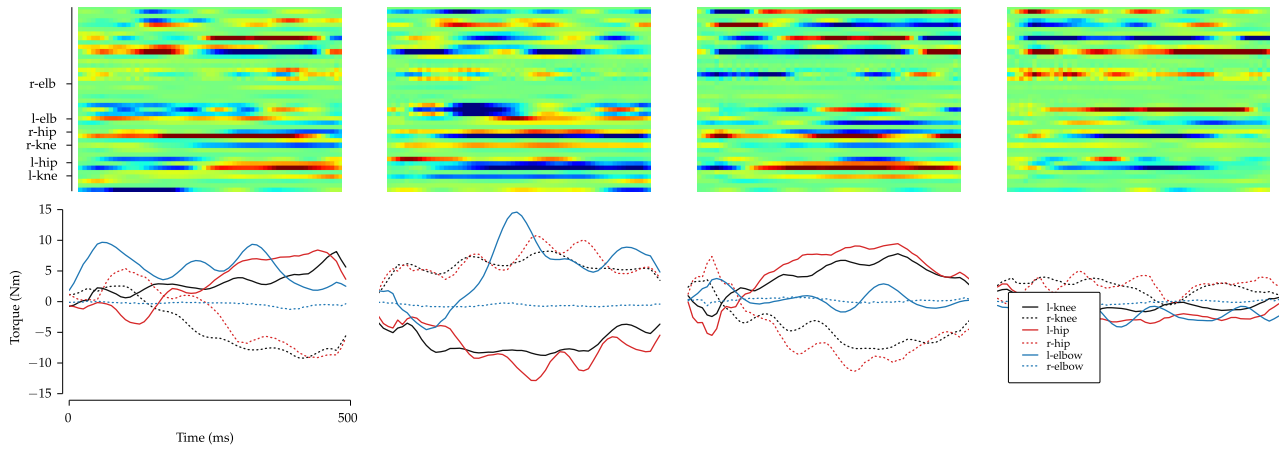 r-elb
l-elb
r-hip
r-kne
l-hip
l-kne
15
10
5
0
−5
−10
−15
Torque (Nm)
0
500
Time (ms)
l-knee
r-knee
l-hip
r-hip
l-elbow
r-elbow